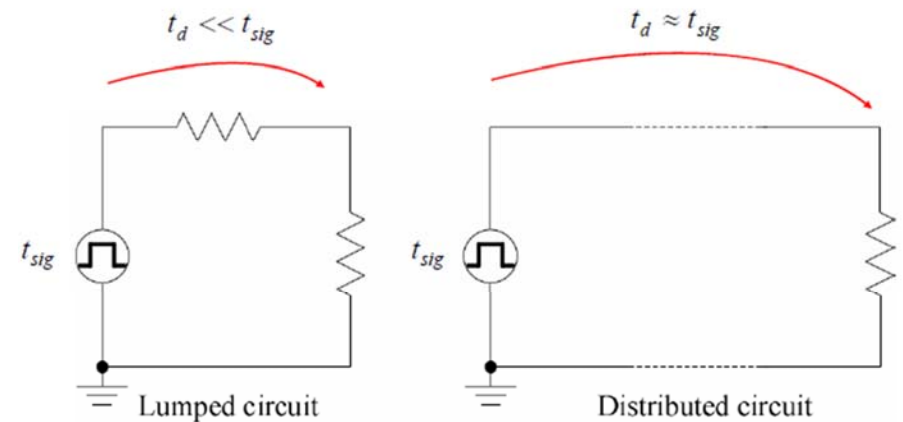 t_d << t_sig
t_d ≈ t_sig
t_sig
t_sig
Lumped circuit
Distributed circuit